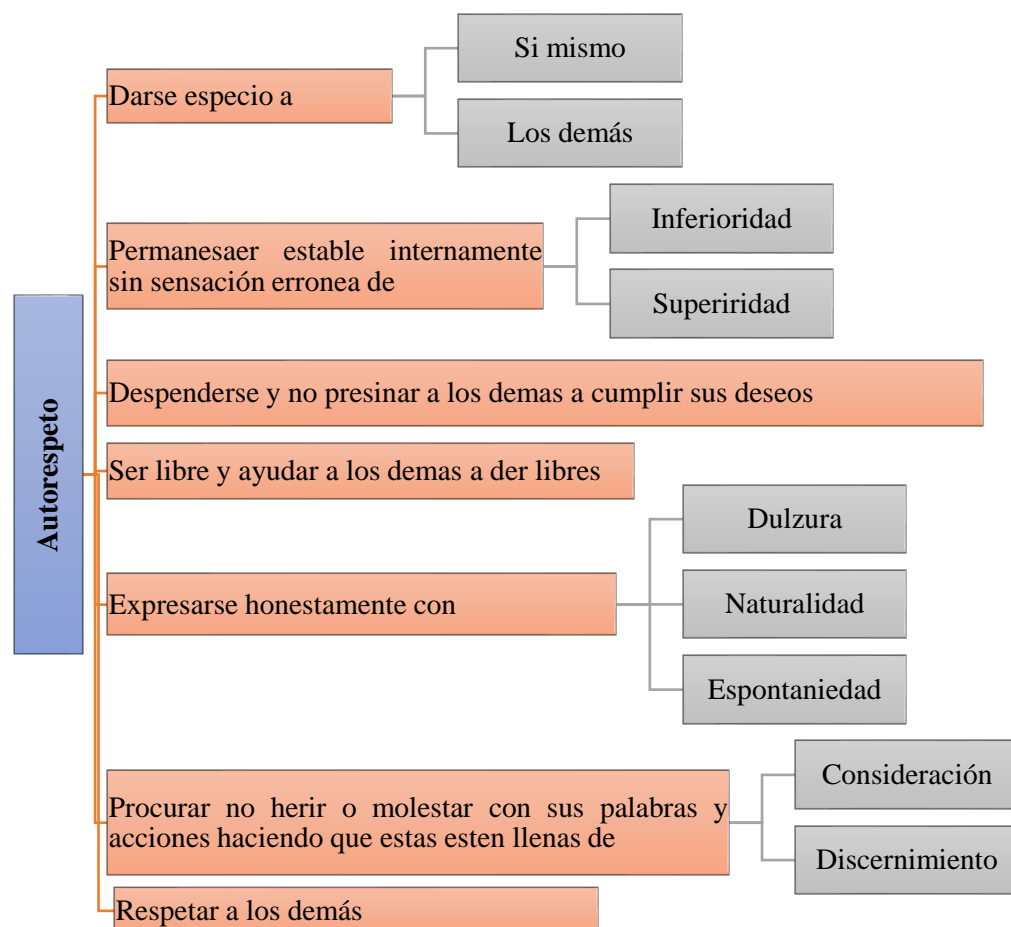 Autorespeto
Darse especio a
Si mismo
Los demás
Permanesaer estable internamente
sin sensación erronea de
Inferioridad
Superiridad
Despenderse y no presinar a los demas a cumplir sus deseos
Ser libre y ayudar a los demas a der libres
Expresarse honestamente con
Dulzura
Naturalidad
Espontaniedad
Procurar no herir o molestar con sus palabras y
acciones haciendo que estas esten llenas de
Consideración
Discernimiento
Respetar a los demás